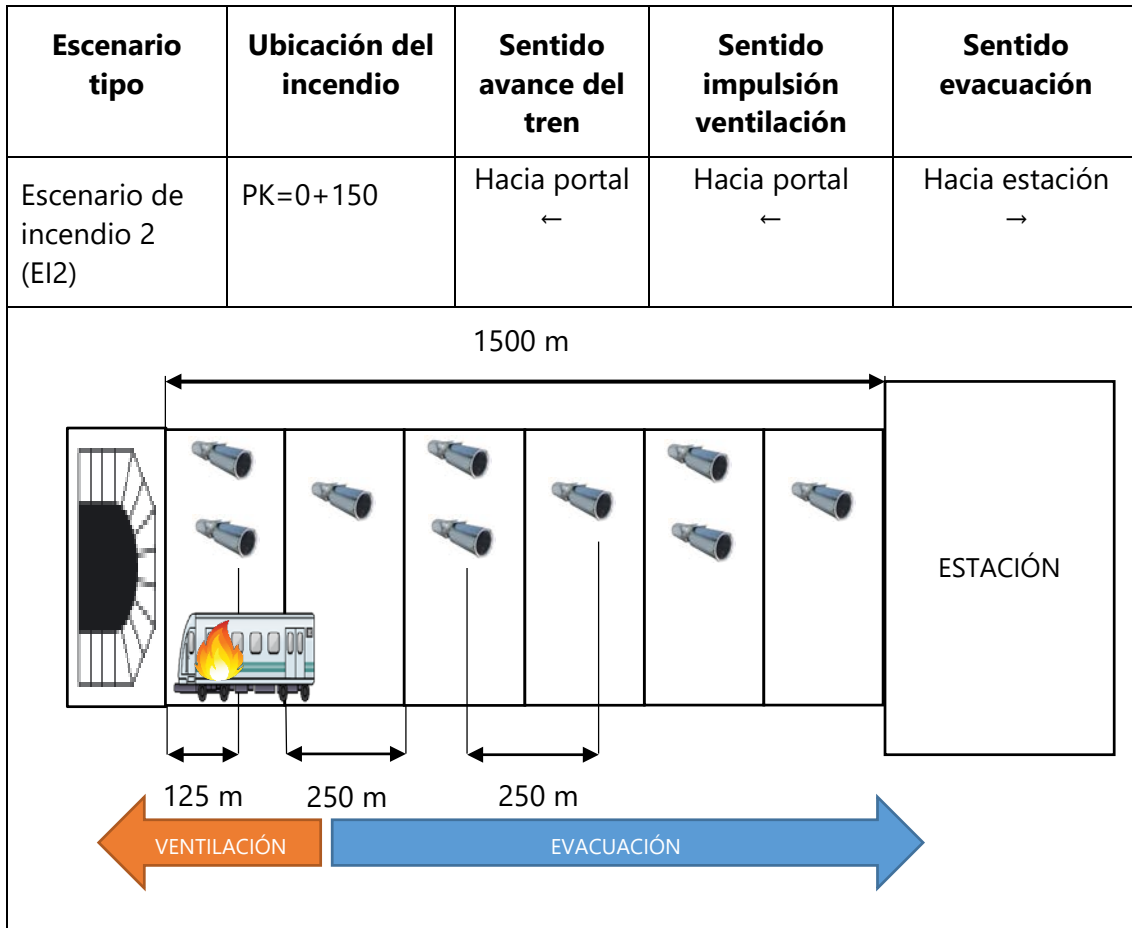 Escenario
tipo
Ubicación del
incendio
Sentido
avance del
tren
Sentido
impulsión
ventilación
Sentido
evacuación
Escenario de
incendio 2
(EI2)
PK=0+150
Hacia portal
←
Hacia portal
←
Hacia estación
→
1500 m
ESTACIÓN
125 m
250 m
250 m
VENTILACIÓN
EVACUACIÓN